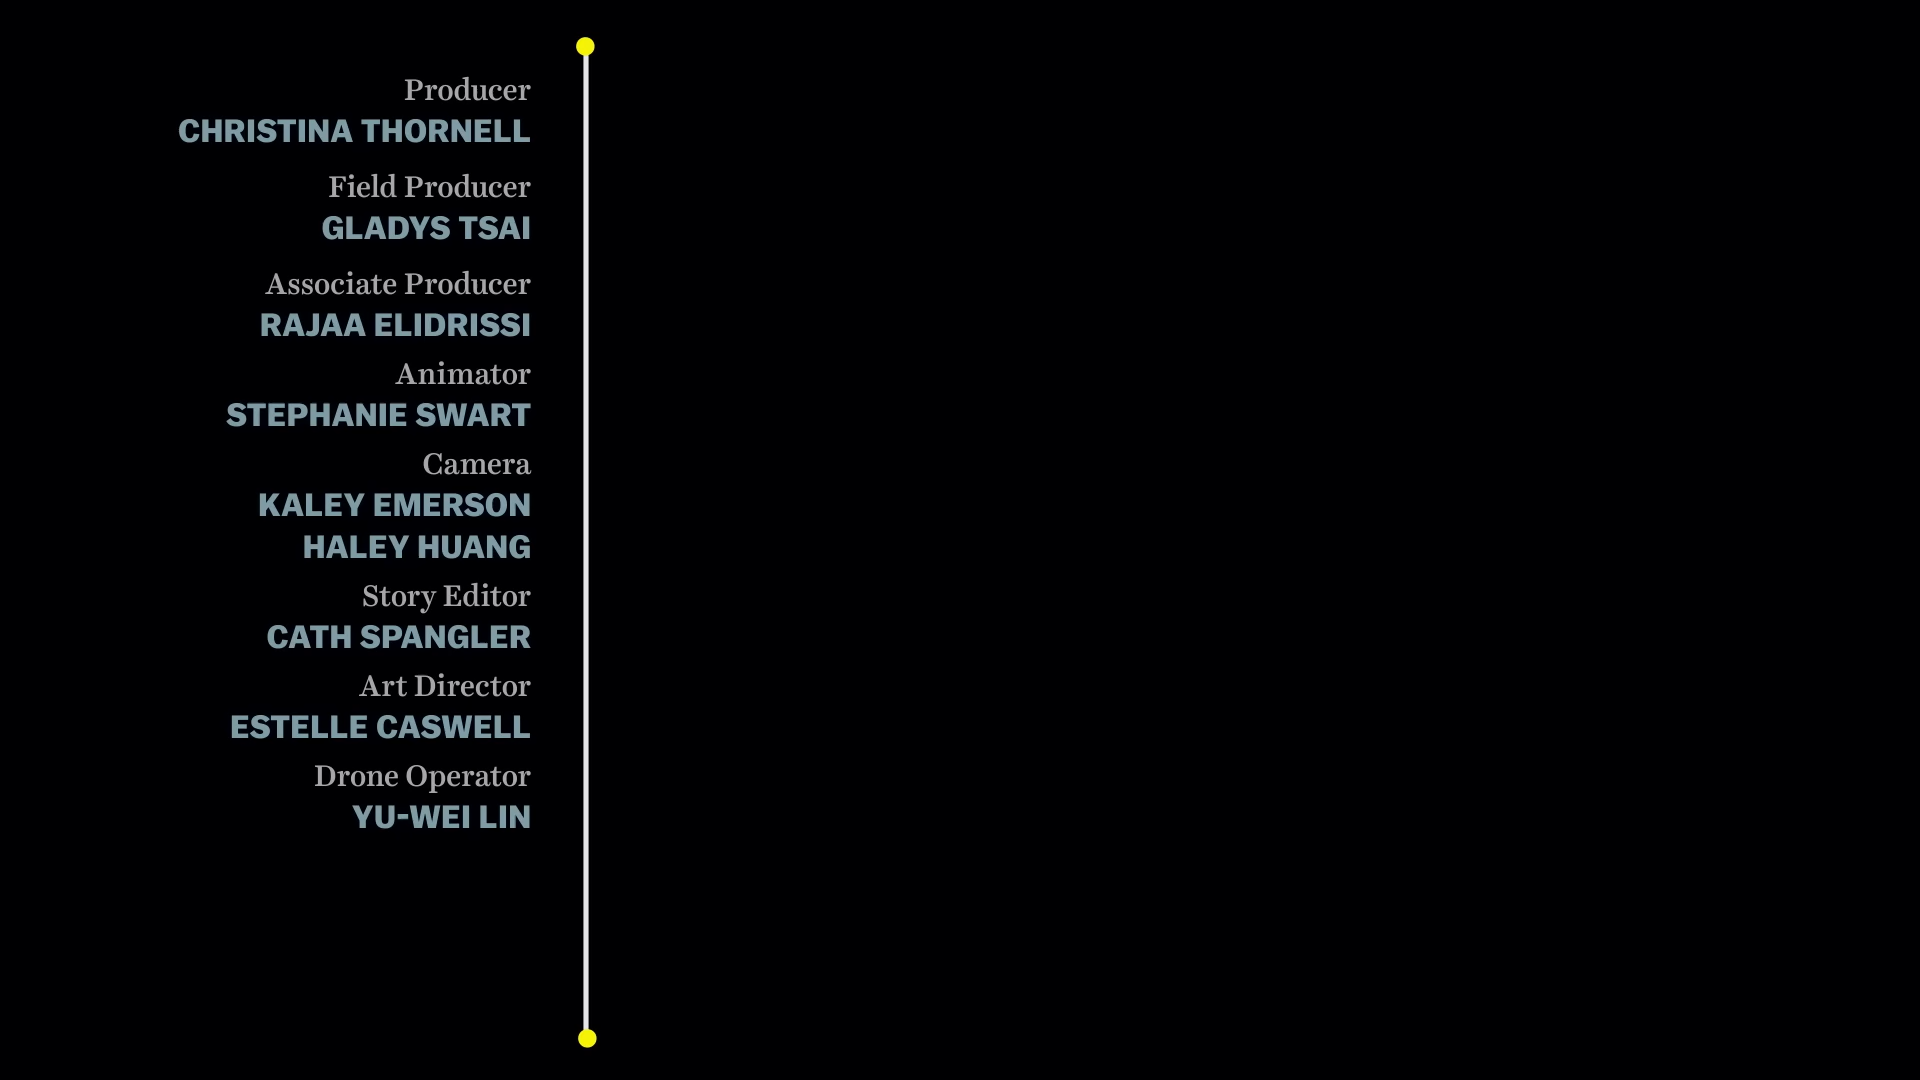 Producer
CHRISTINA THORNELL
Field Producer
GLADYS TSAI
Associate Producer
RAJAA ELIDRISSI
Animator
STEPHANIE SWART
Camera
KALEY EMERSON
HALEY HUANG
Story Editor
CATH SPANGLER
Art Director
ESTELLE CASWELL
Drone Operator
YU-WEI LIN